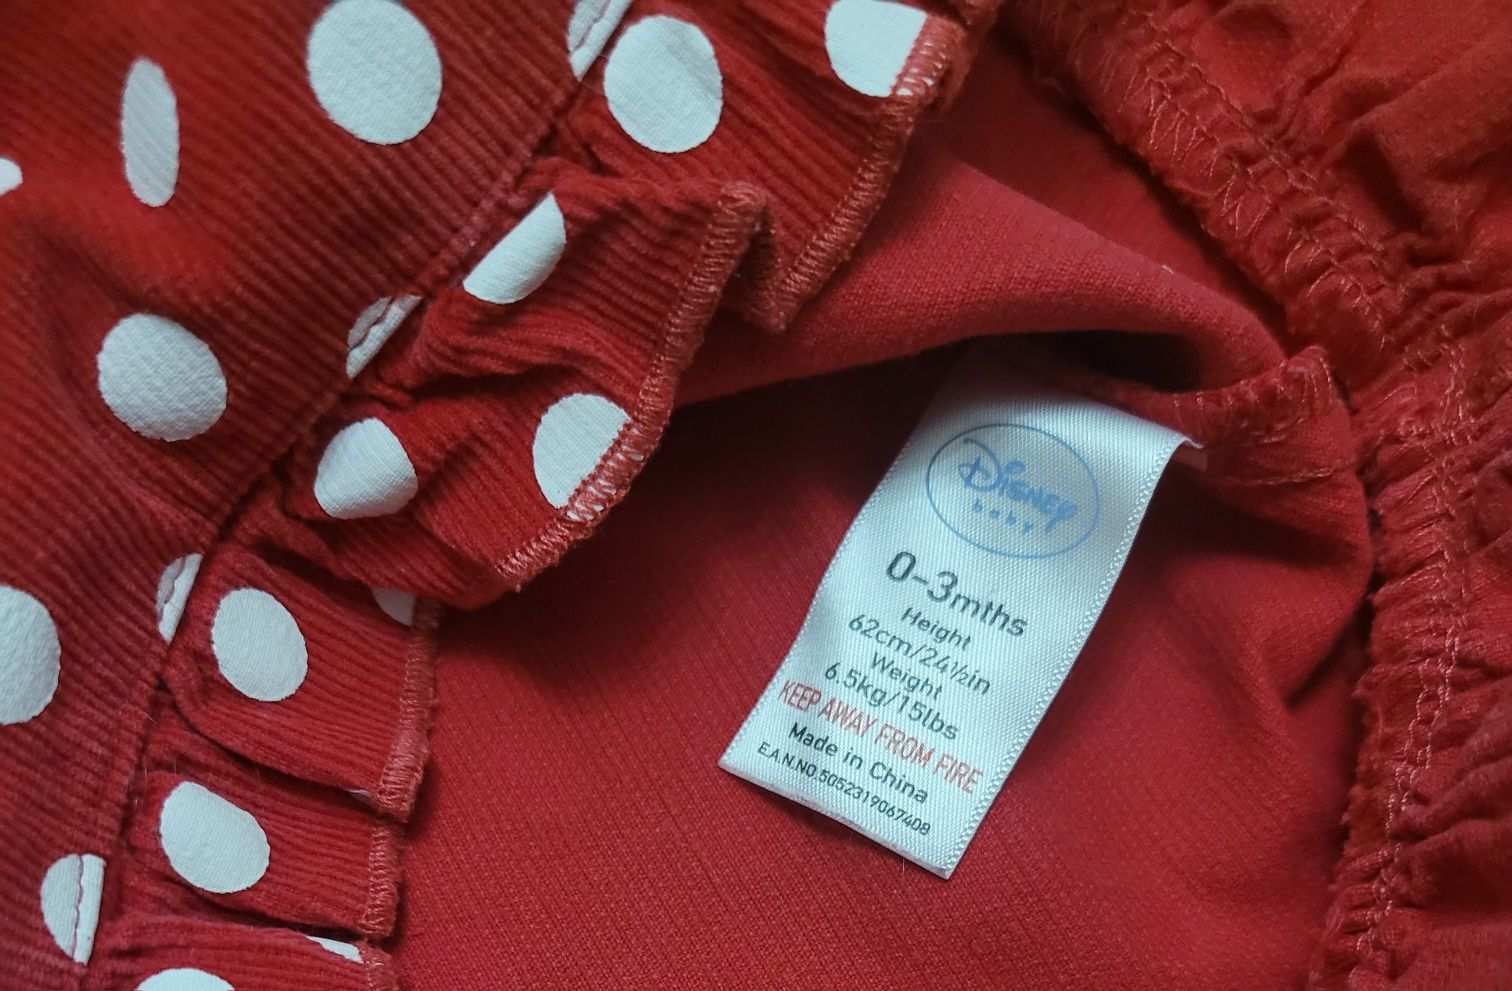 Disney
baby
0-3mths
Height
62cm/24½in
Weight
6.5kg/15lbs
KEEP AWAY FROM FIRE
Made in China
E.A.N.NO.5052319067408